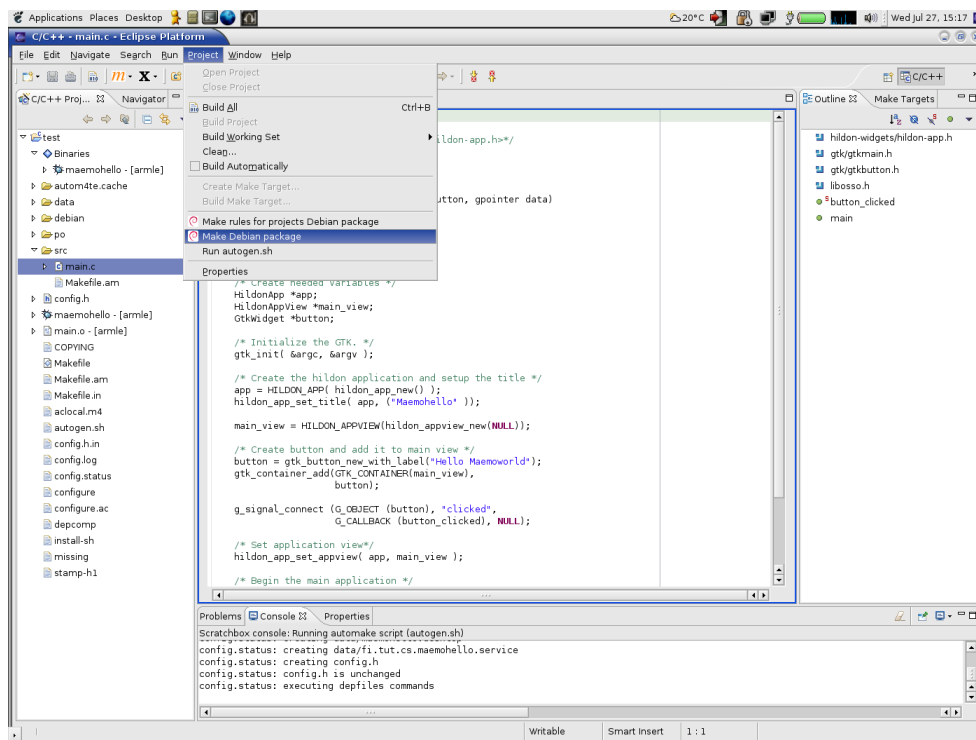 Applications Places Desktop
20°C
Wed Jul 27, 15:17
C/C++ - main.c - Eclipse Platform
File Edit Navigate Search Run Project Window Help
C/C++
C/C++ Proj...
Navigator
test
Binaries
maemohello - [armle]
autom4te.cache
data
debian
po
src
main.c
Makefile.am
config.h
maemohello - [armle]
main.o - [armle]
COPYING
Makefile
Makefile.am
Makefile.in
aclocal.m4
autogen.sh
config.h.in
config.log
config.status
configure
configure.ac
depcomp
install-sh
missing
stamp-h1
Open Project
Close Project
Build All Ctrl+B
Build Project
Build Working Set
Clean...
Build Automatically
Create Make Target...
Build Make Target...
Make rules for projects Debian package
Make Debian package
Run autogen.sh
Properties
ildon-app.h>*/
utton, gpointer data)
/* Create needed variables */
HildonApp *app;
HildonAppView *main_view;
GtkWidget *button;
/* Initialize the GTK. */
gtk_init( &argc, &argv );
/* Create the hildon application and setup the title */
app = HILDON_APP( hildon_app_new() );
hildon_app_set_title( app, ("Maemohello" ));
main_view = HILDON_APPVIEW(hildon_appview_new(NULL));
/* Create button and add it to main view */
button = gtk_button_new_with_label("Hello Maemoworld");
gtk_container_add(GTK_CONTAINER(main_view),
button);
g_signal_connect (G_OBJECT (button), "clicked",
G_CALLBACK (button_clicked), NULL);
/* Set application view*/
hildon_app_set_appview( app, main_view );
/* Begin the main application */
Outline
Make Targets
hildon-widgets/hildon-app.h
gtk/gtkmain.h
gtk/gtkbutton.h
libosso.h
button_clicked
main
Problems Console Properties
Scratchbox console: Running automake script (autogen.sh)
config.status: creating data/fi.tut.cs.maemohello.service
config.status: creating config.h
config.status: config.h is unchanged
config.status: executing depfiles commands
Writable
Smart Insert
1 : 1